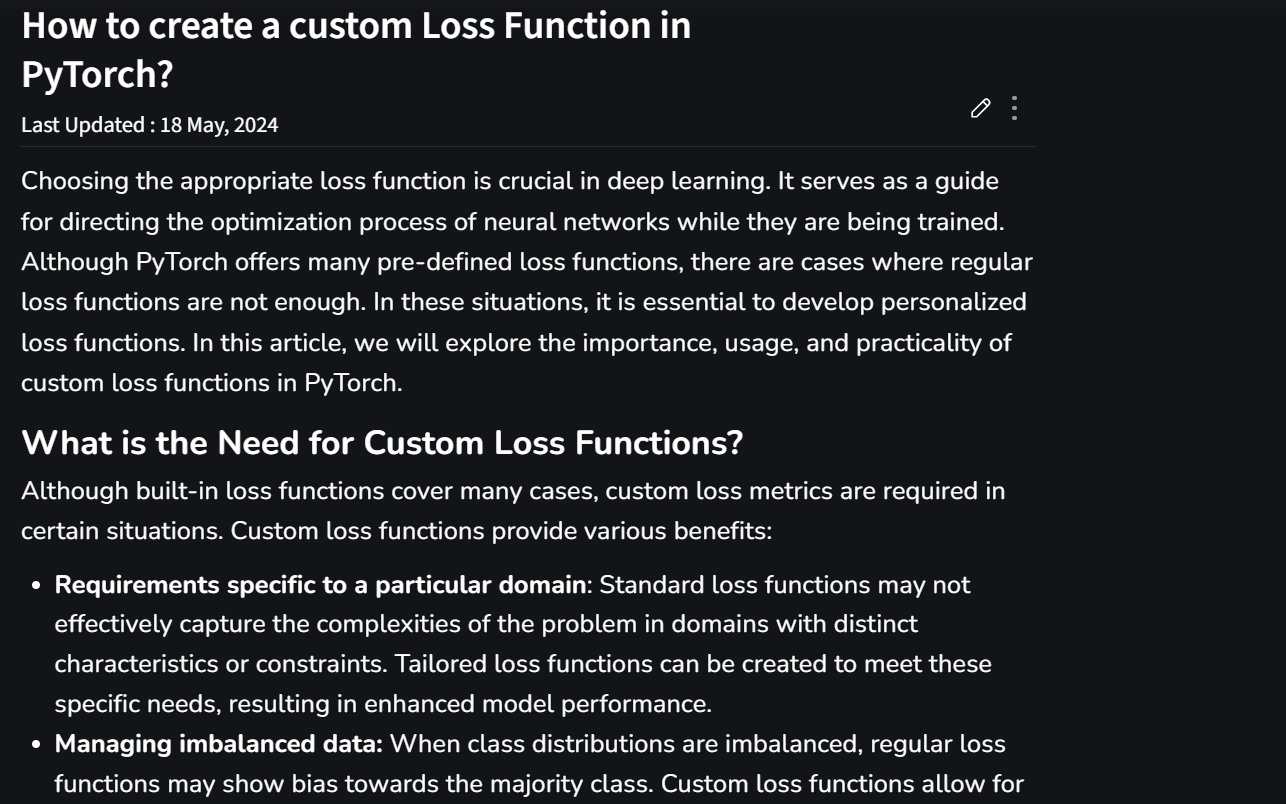 How to create a custom Loss Function in
PyTorch?
Last Updated : 18 May, 2024
Choosing the appropriate loss function is crucial in deep learning. It serves as a guide
for directing the optimization process of neural networks while they are being trained.
Although PyTorch offers many pre-defined loss functions, there are cases where regular
loss functions are not enough. In these situations, it is essential to develop personalized
loss functions. In this article, we will explore the importance, usage, and practicality of
custom loss functions in PyTorch.
What is the Need for Custom Loss Functions?
Although built-in loss functions cover many cases, custom loss metrics are required in
certain situations. Custom loss functions provide various benefits:
• Requirements specific to a particular domain: Standard loss functions may not
effectively capture the complexities of the problem in domains with distinct
characteristics or constraints. Tailored loss functions can be created to meet these
specific needs, resulting in enhanced model performance.
• Managing imbalanced data: When class distributions are imbalanced, regular loss
functions may show bias towards the majority class. Custom loss functions allow for